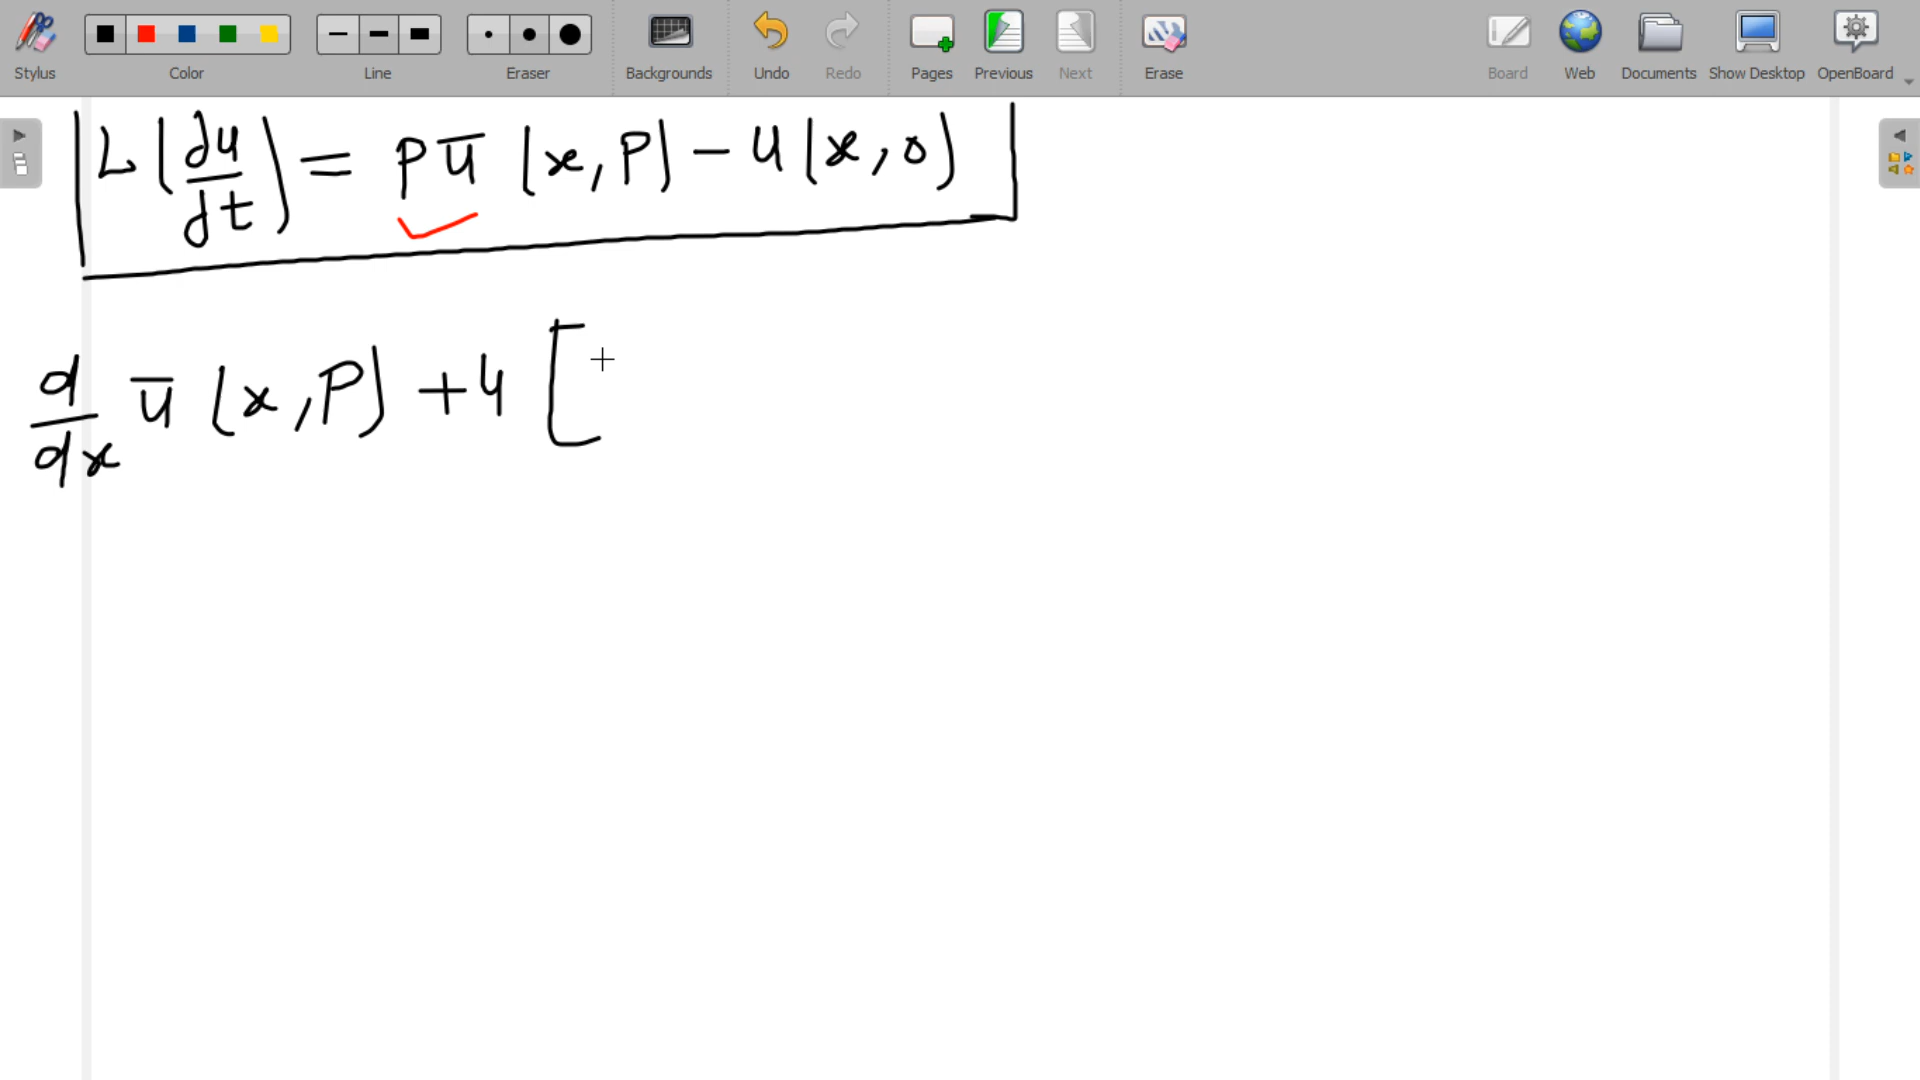 Stylus Color Line Eraser Backgrounds Undo Redo Pages Previous Next Erase Board Web Documents Show Desktop OpenBoard
L(du/dt) = p ū (x, p) - u (x, 0)
d/dx ū (x, p) + 4 [